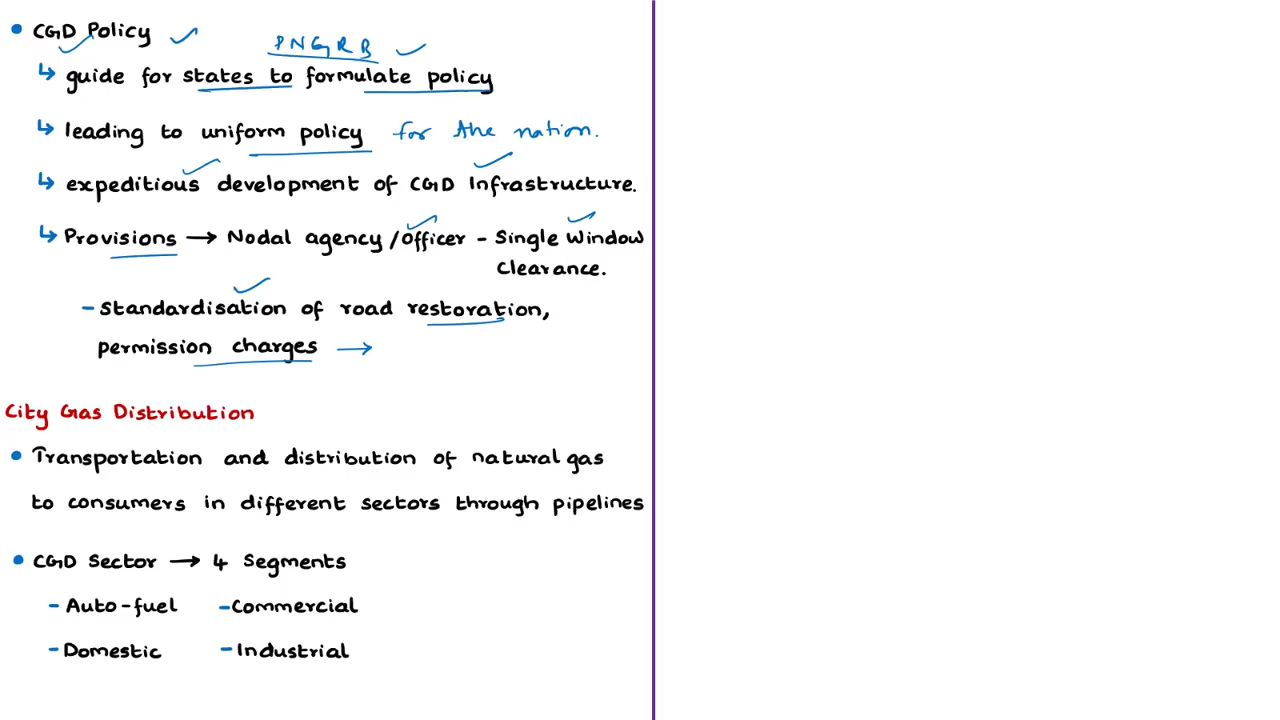 CGD Policy
PNGRB
guide for states to formulate policy
leading to uniform policy for the nation.
expeditious development of CGD Infrastructure.
Provisions → Nodal agency/officer - Single Window
Clearance.
- Standardisation of road restoration,
permission charges →
City Gas Distribution
Transportation and distribution of natural gas
to consumers in different sectors through pipelines
CGD Sector → 4 Segments
- Auto-fuel - Commercial
- Domestic - Industrial